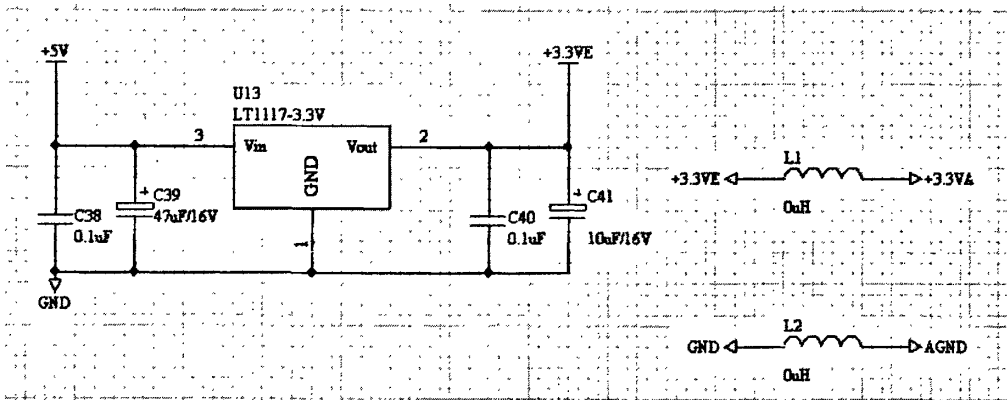 +5V
+3.3VE
U13
LT1117-3.3V
3
Vin
Vout
2
GND
1
C38
0.1uF
+
C39
47uF/16V
C40
0.1uF
+
C41
10uF/16V
GND
L1
+3.3VE
+3.3VA
0uH
L2
GND
AGND
0uH